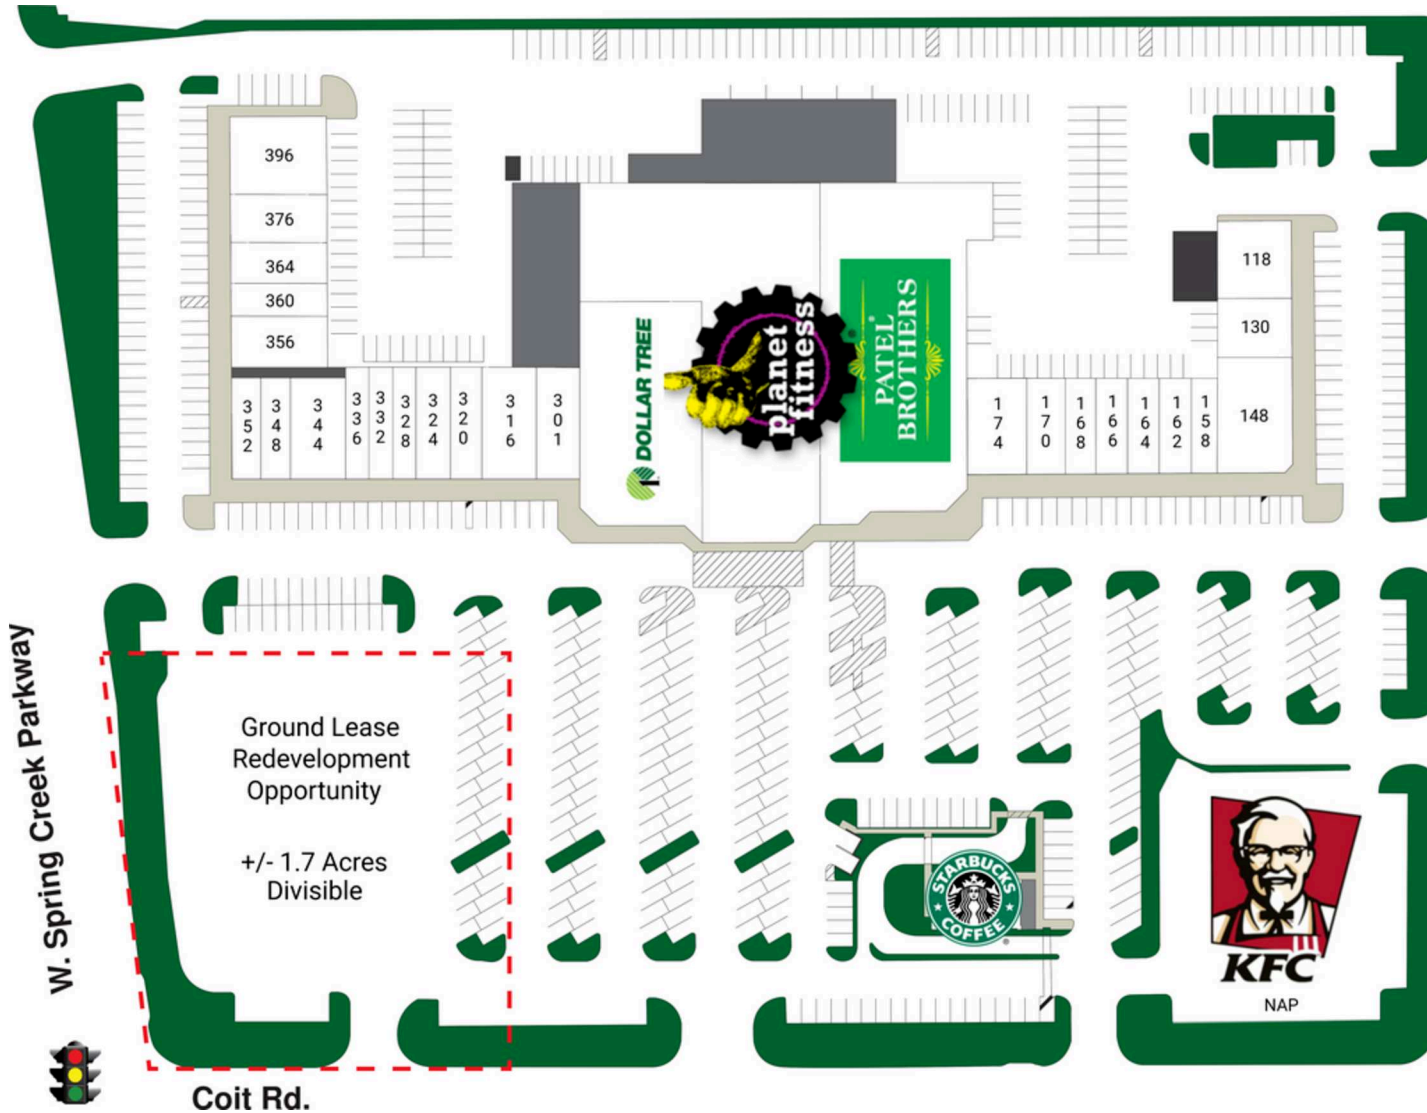 396
376
364
360
356
352
348
344
336
332
328
324
320
316
301
DOLLAR TREE
planet
fitness
PATEL
BROTHERS
®
174
170
168
166
164
162
158
118
130
148
W. Spring Creek Parkway
Ground Lease
Redevelopment
Opportunity
+/- 1.7 Acres
Divisible
STARBUCKS
COFFEE
®
KFC
NAP
Coit Rd.